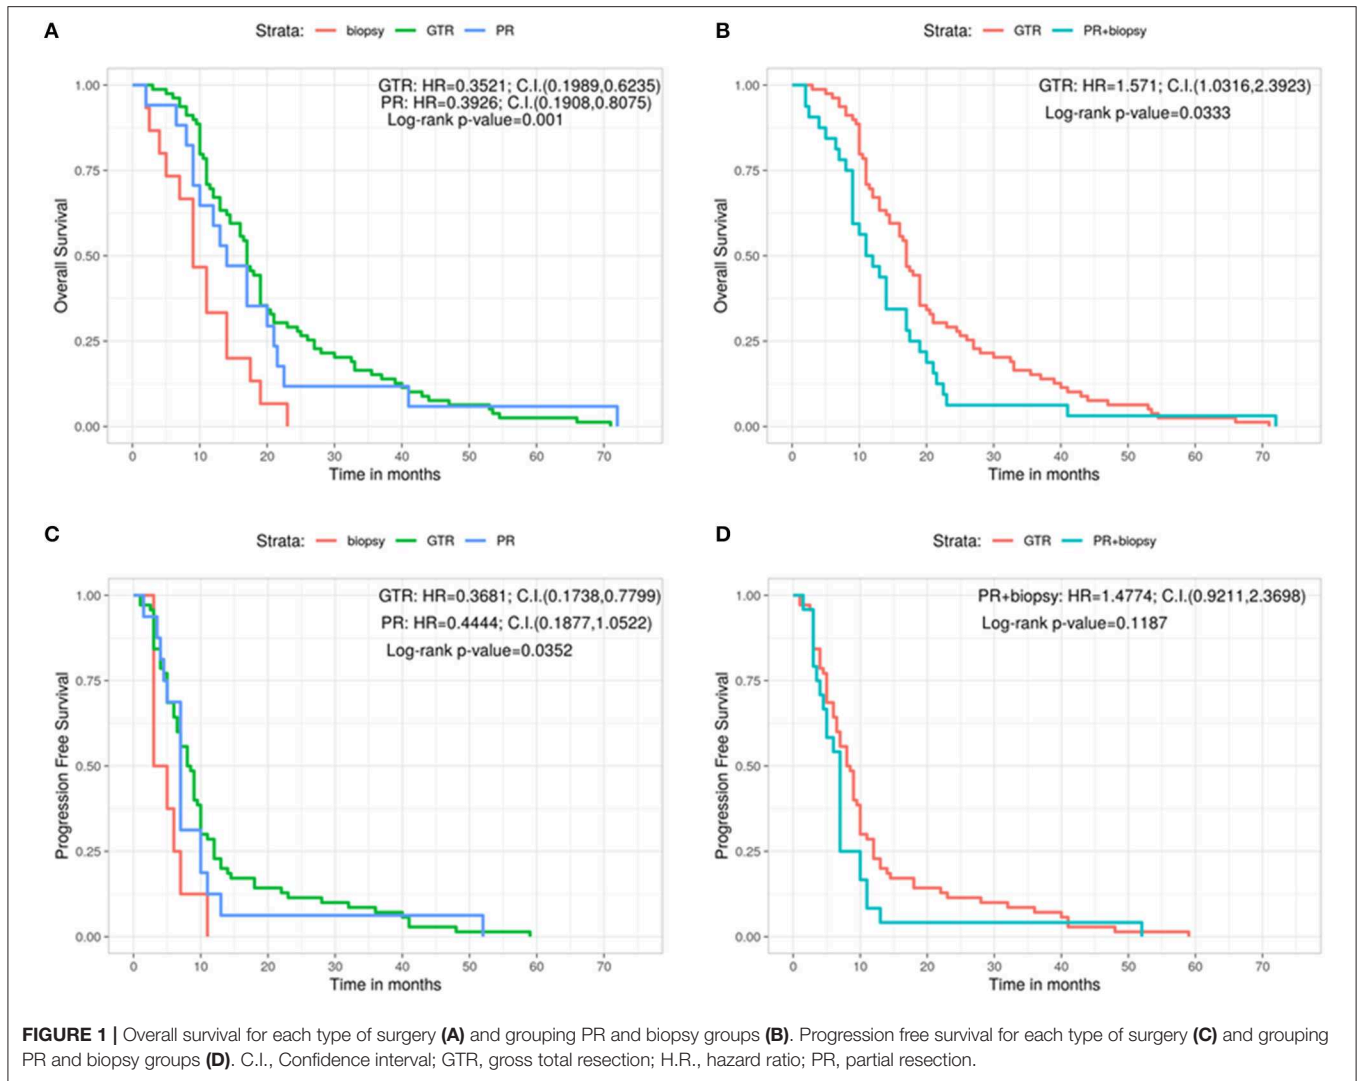 A
Strata: biopsy GTR PR
GTR: HR=0.3521; C.I.(0.1989,0.6235)
PR: HR=0.3926; C.I.(0.1908,0.8075)
Log-rank p-value=0.001
Overall Survival
1.00
0.75
0.50
0.25
0.00
0 10 20 30 40 50 60 70
Time in months
B
Strata: GTR PR+biopsy
GTR: HR=1.571; C.I.(1.0316,2.3923)
Log-rank p-value=0.0333
Overall Survival
1.00
0.75
0.50
0.25
0.00
0 10 20 30 40 50 60 70
Time in months
C
Strata: biopsy GTR PR
GTR: HR=0.3681; C.I.(0.1738,0.7799)
PR: HR=0.4444; C.I.(0.1877,1.0522)
Log-rank p-value=0.0352
Progression Free Survival
1.00
0.75
0.50
0.25
0.00
0 10 20 30 40 50 60 70
Time in months
D
Strata: GTR PR+biopsy
PR+biopsy: HR=1.4774; C.I.(0.9211,2.3698)
Log-rank p-value=0.1187
Progression Free Survival
1.00
0.75
0.50
0.25
0.00
0 10 20 30 40 50 60 70
Time in months
FIGURE 1 | Overall survival for each type of surgery (A) and grouping PR and biopsy groups (B). Progression free survival for each type of surgery (C) and grouping
PR and biopsy groups (D). C.I., Confidence interval; GTR, gross total resection; H.R., hazard ratio; PR, partial resection.